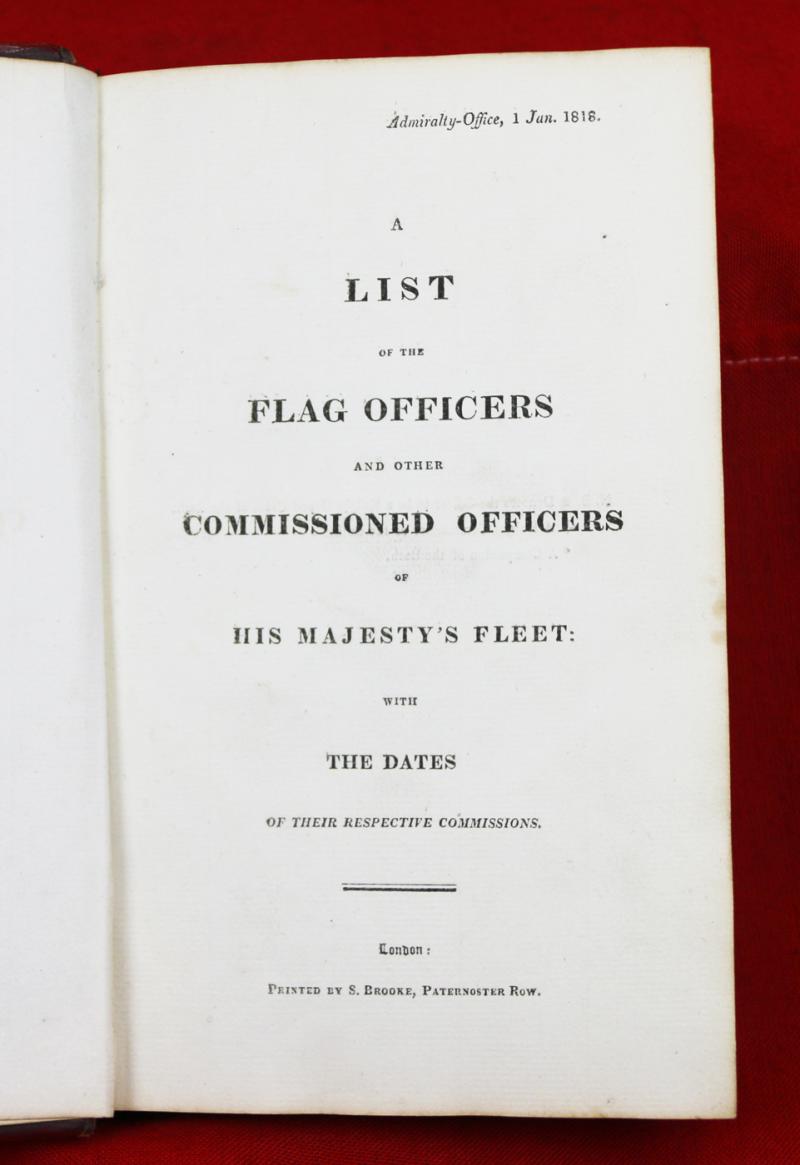 Admiralty-Office, 1 Jan. 1818.
A
LIST
OF THE
FLAG OFFICERS
AND OTHER
COMMISSIONED OFFICERS
OF
HIS MAJESTY'S FLEET:
WITH
THE DATES
OF THEIR RESPECTIVE COMMISSIONS.
London:
PRINTED BY S. BROOKE, PATERNOSTER ROW.